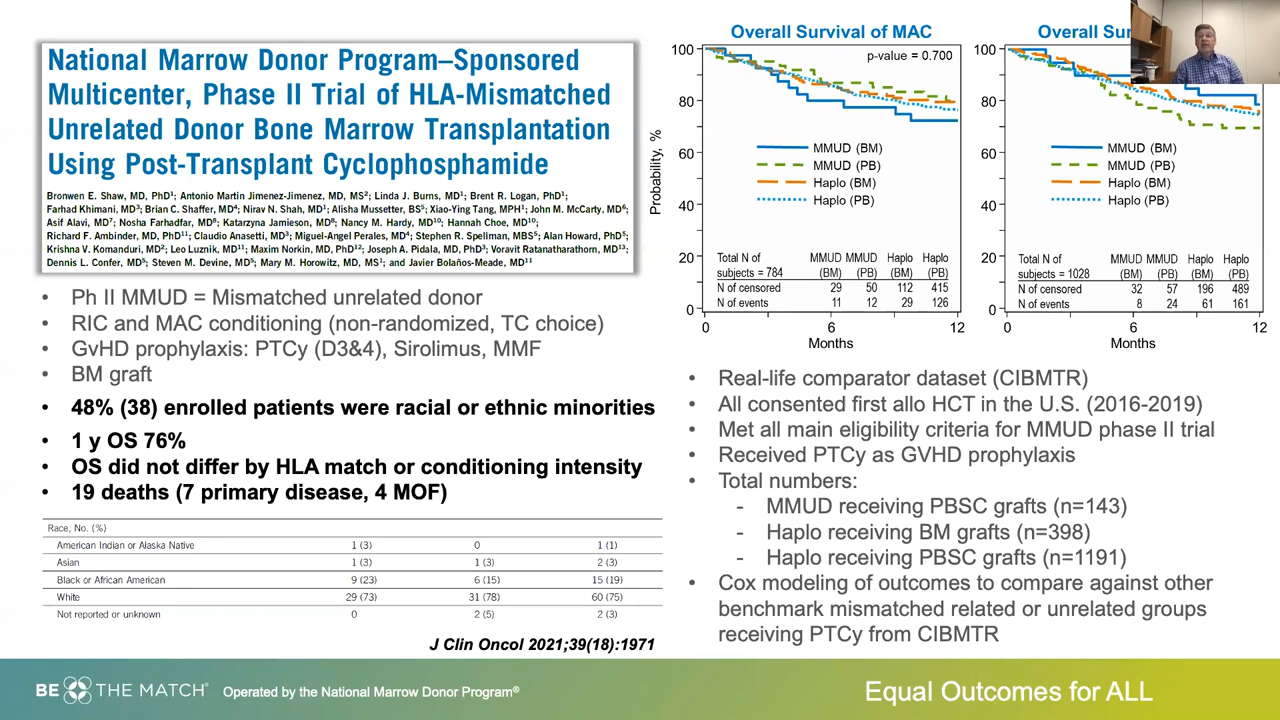 National Marrow Donor Program–Sponsored
Multicenter, Phase II Trial of HLA-Mismatched
Unrelated Donor Bone Marrow Transplantation
Using Post-Transplant Cyclophosphamide
Bronwen E. Shaw, MD, PhD1; Antonio Martin Jimenez-Jimenez, MD, MS2; Linda J. Burns, MD1; Brent R. Logan, PhD1;
Farhad Khimani, MD3; Brian C. Shaffer, MD4; Nirav N. Shah, MD1; Alisha Mussetter, BS5; Xiao-Ying Tang, MPH1; John M. McCarty, MD6;
Asif Alavi, MD7; Nosha Farhadfar, MD8; Katarzyna Jamieson, MD9; Nancy M. Hardy, MD10; Hannah Choe, MD10;
Richard F. Ambinder, MD, PhD11; Claudio Anasetti, MD3; Miguel-Angel Perales, MD4; Stephen R. Spellman, MBS5; Alan Howard, PhD5;
Krishna V. Komanduri, MD2; Leo Luznik, MD11; Maxim Norkin, MD, PhD12; Joseph A. Pidala, MD, PhD3; Voravit Ratanatharathorn, MD13;
Dennis L. Confer, MD5; Steven M. Devine, MD5; Mary M. Horowitz, MD, MS1; and Javier Bolaños-Meade, MD11
• Ph II MMUD = Mismatched unrelated donor
• RIC and MAC conditioning (non-randomized, TC choice)
• GvHD prophylaxis: PTCy (D3&4), Sirolimus, MMF
• BM graft
• 48% (38) enrolled patients were racial or ethnic minorities
• 1 y OS 76%
• OS did not differ by HLA match or conditioning intensity
• 19 deaths (7 primary disease, 4 MOF)
Race, No. (%)
American Indian or Alaska Native 1 (3) 0 1 (1)
Asian 1 (3) 1 (3) 2 (3)
Black or African American 9 (23) 6 (15) 15 (19)
White 29 (73) 31 (78) 60 (75)
Not reported or unknown 0 2 (5) 2 (3)
J Clin Oncol 2021;39(18):1971
Overall Survival of MAC
p-value = 0.700
Probability, %
100
80
60
40
20
0
MMUD (BM)
MMUD (PB)
Haplo (BM)
Haplo (PB)
Total N of MMUD MMUD Haplo Haplo
subjects = 784 (BM) (PB) (BM) (PB)
N of censored 29 50 112 415
N of events 11 12 29 126
0 6 12
Months
Overall Sur
100
80
60
40
20
0
MMUD (BM)
MMUD (PB)
Haplo (BM)
Haplo (PB)
Total N of MMUD MMUD Haplo Haplo
subjects = 1028 (BM) (PB) (BM) (PB)
N of censored 32 57 196 489
N of events 8 24 61 161
0 6 12
Months
• Real-life comparator dataset (CIBMTR)
• All consented first allo HCT in the U.S. (2016-2019)
• Met all main eligibility criteria for MMUD phase II trial
• Received PTCy as GVHD prophylaxis
• Total numbers:
- MMUD receiving PBSC grafts (n=143)
- Haplo receiving BM grafts (n=398)
- Haplo receiving PBSC grafts (n=1191)
• Cox modeling of outcomes to compare against other
benchmark mismatched related or unrelated groups
receiving PTCy from CIBMTR
BE THE MATCH® Operated by the National Marrow Donor Program®
Equal Outcomes for ALL